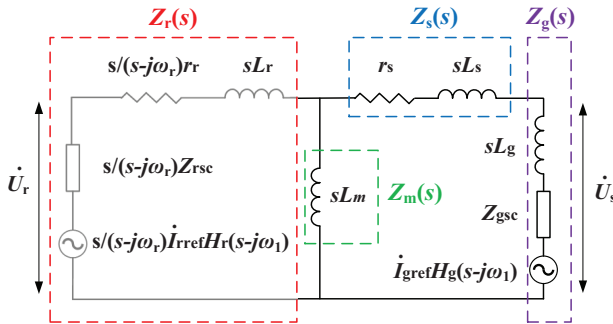 Zr(s)
Zs(s)
Zg(s)
s/(s-jωr)rr
sLr
rs
sLs
sLg
U̇r
s/(s-jωr)Zrsc
sLm
Zm(s)
Zgsc
U̇s
s/(s-jωr)İrrefHr(s-jω1)
İgrefHg(s-jω1)